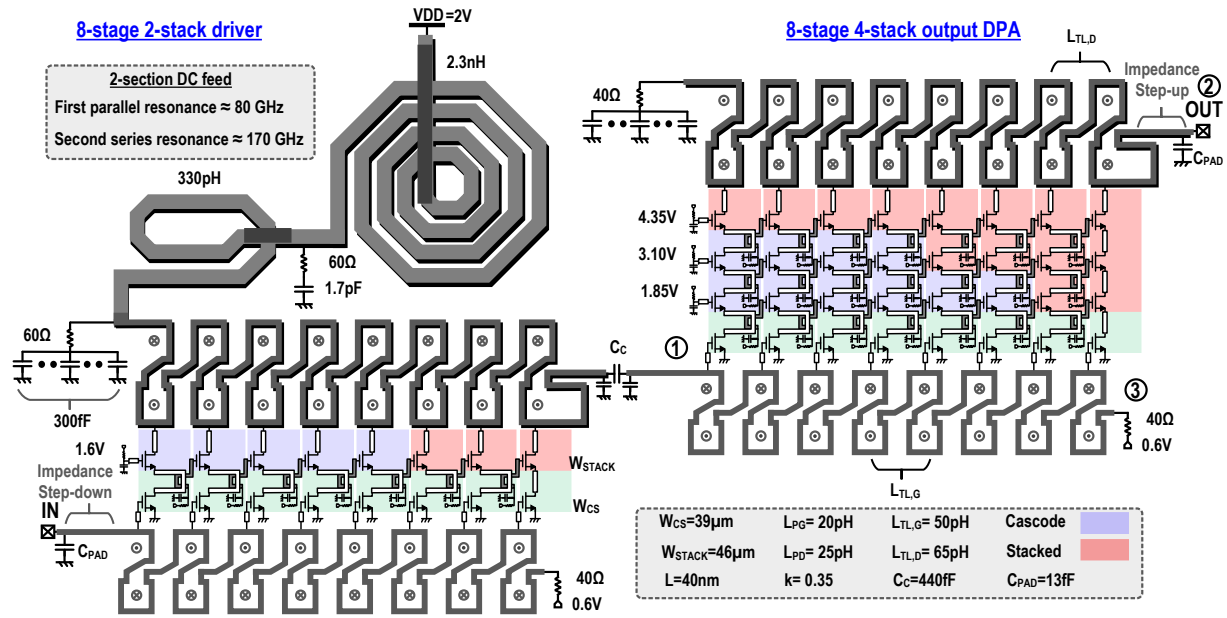 8-stage 2-stack driver
2-section DC feed
First parallel resonance ≈ 80 GHz
Second series resonance ≈ 170 GHz
VDD=2V
2.3nH
330pH
60Ω
1.7pF
60Ω
300fF
1.6V
Impedance
Step-down
IN
CPAD
WSTACK
WCS
40Ω
0.6V
CC
8-stage 4-stack output DPA
LTL,D
40Ω
Impedance
Step-up
②
OUT
CPAD
4.35V
3.10V
1.85V
①
③
40Ω
0.6V
LTL,G
WCS=39µm LPG= 20pH LTL,G= 50pH Cascode
WSTACK=46µm LPD= 25pH LTL,D= 65pH Stacked
L=40nm k= 0.35 CC=440fF CPAD=13fF